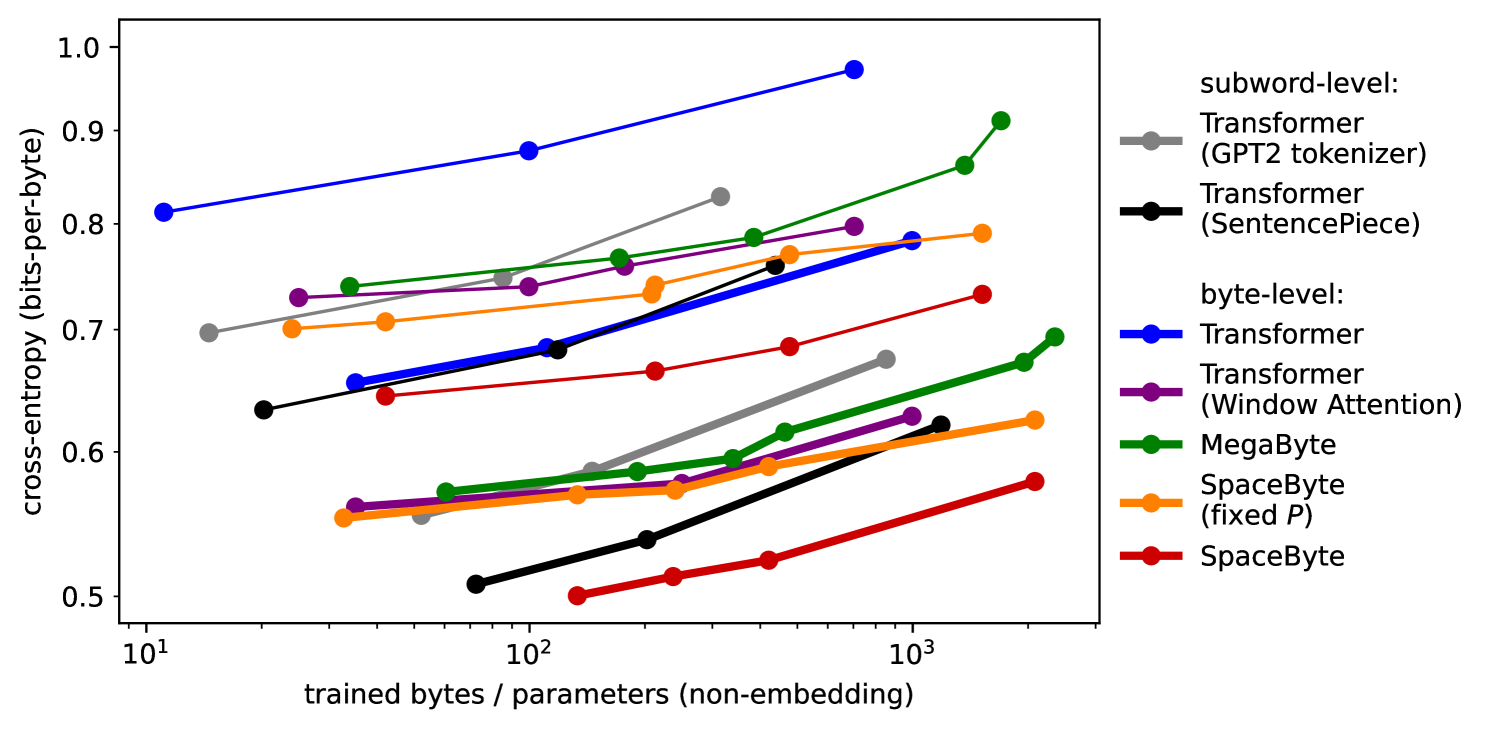 1.0
0.9
0.8
0.7
0.6
0.5
cross-entropy (bits-per-byte)
10¹
10²
10³
trained bytes / parameters (non-embedding)
subword-level:
Transformer
(GPT2 tokenizer)
Transformer
(SentencePiece)
byte-level:
Transformer
Transformer
(Window Attention)
MegaByte
SpaceByte
(fixed P)
SpaceByte